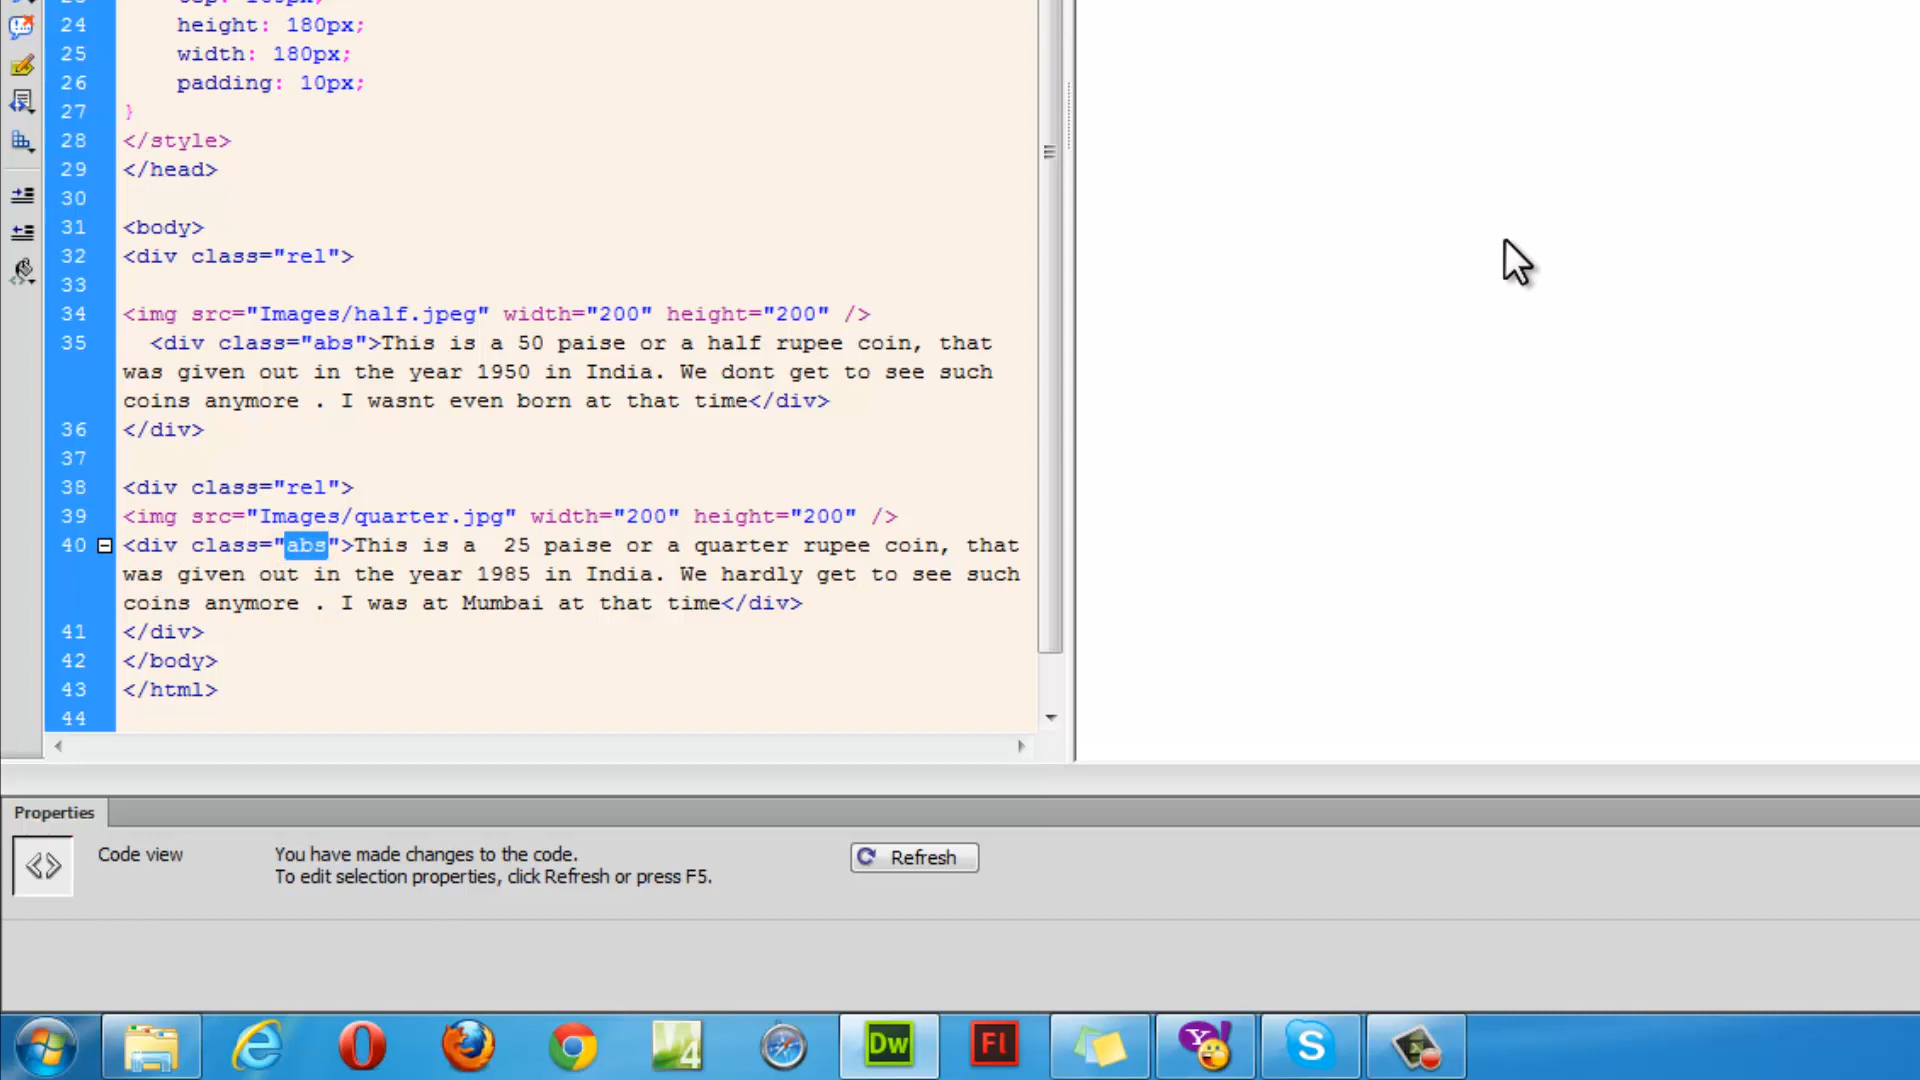 24 height: 180px;
25 width: 180px;
26 padding: 10px;
27 }
28 </style>
29 </head>
30
31 <body>
32 <div class="rel">
33
34 <img src="Images/half.jpeg" width="200" height="200" />
35 <div class="abs">This is a 50 paise or a half rupee coin, that
was given out in the year 1950 in India. We dont get to see such
coins anymore . I wasnt even born at that time</div>
36 </div>
37
38 <div class="rel">
39 <img src="Images/quarter.jpg" width="200" height="200" />
40 <div class="abs">This is a  25 paise or a quarter rupee coin, that
was given out in the year 1985 in India. We hardly get to see such
coins anymore . I was at Mumbai at that time</div>
41 </div>
42 </body>
43 </html>
44
Properties
Code view
You have made changes to the code.
To edit selection properties, click Refresh or press F5.
Refresh
4
Dw
Fl
Y!
S